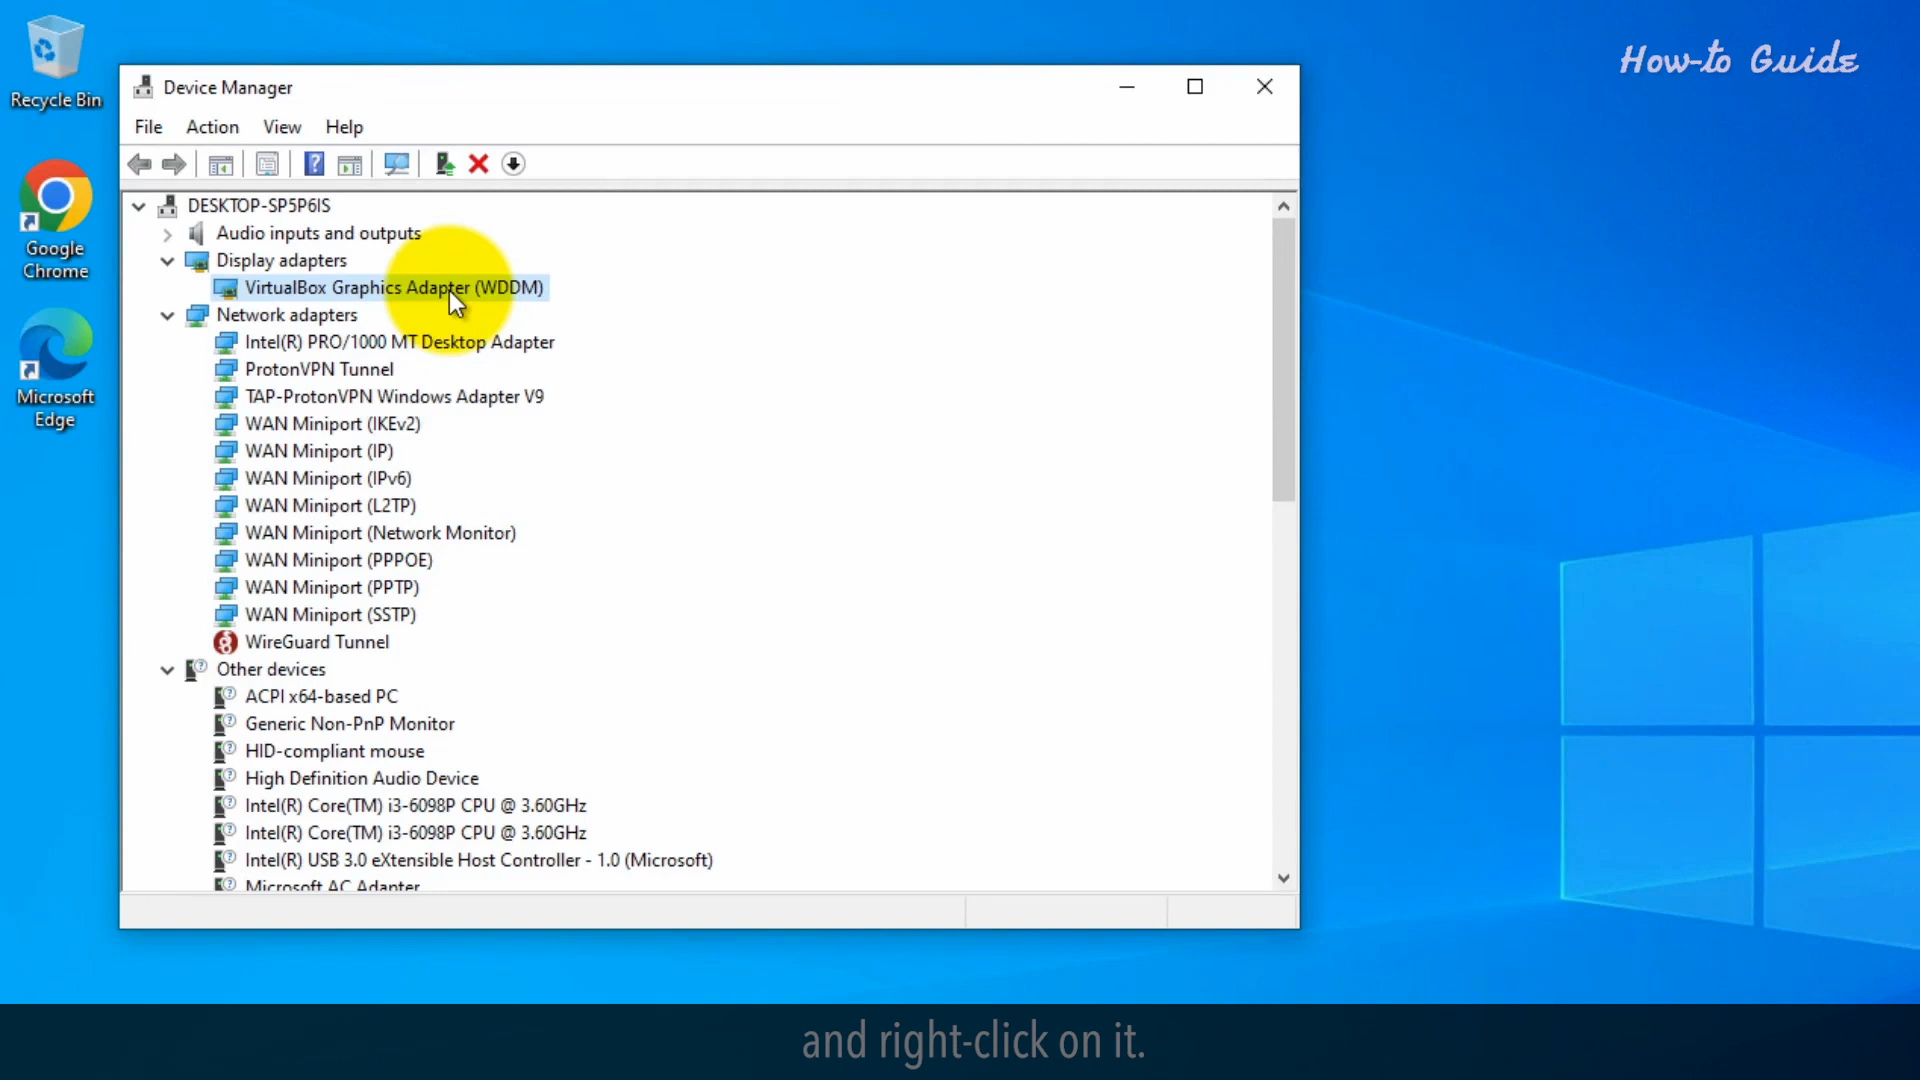 How-to Guide
Recycle Bin
Google
Chrome
Microsoft
Edge
Device Manager
File Action View Help
DESKTOP-SP5P6IS
Audio inputs and outputs
Display adapters
VirtualBox Graphics Adapter (WDDM)
Network adapters
Intel(R) PRO/1000 MT Desktop Adapter
ProtonVPN Tunnel
TAP-ProtonVPN Windows Adapter V9
WAN Miniport (IKEv2)
WAN Miniport (IP)
WAN Miniport (IPv6)
WAN Miniport (L2TP)
WAN Miniport (Network Monitor)
WAN Miniport (PPPOE)
WAN Miniport (PPTP)
WAN Miniport (SSTP)
WireGuard Tunnel
Other devices
ACPI x64-based PC
Generic Non-PnP Monitor
HID-compliant mouse
High Definition Audio Device
Intel(R) Core(TM) i3-6098P CPU @ 3.60GHz
Intel(R) Core(TM) i3-6098P CPU @ 3.60GHz
Intel(R) USB 3.0 eXtensible Host Controller - 1.0 (Microsoft)
Microsoft AC Adapter
and right-click on it.